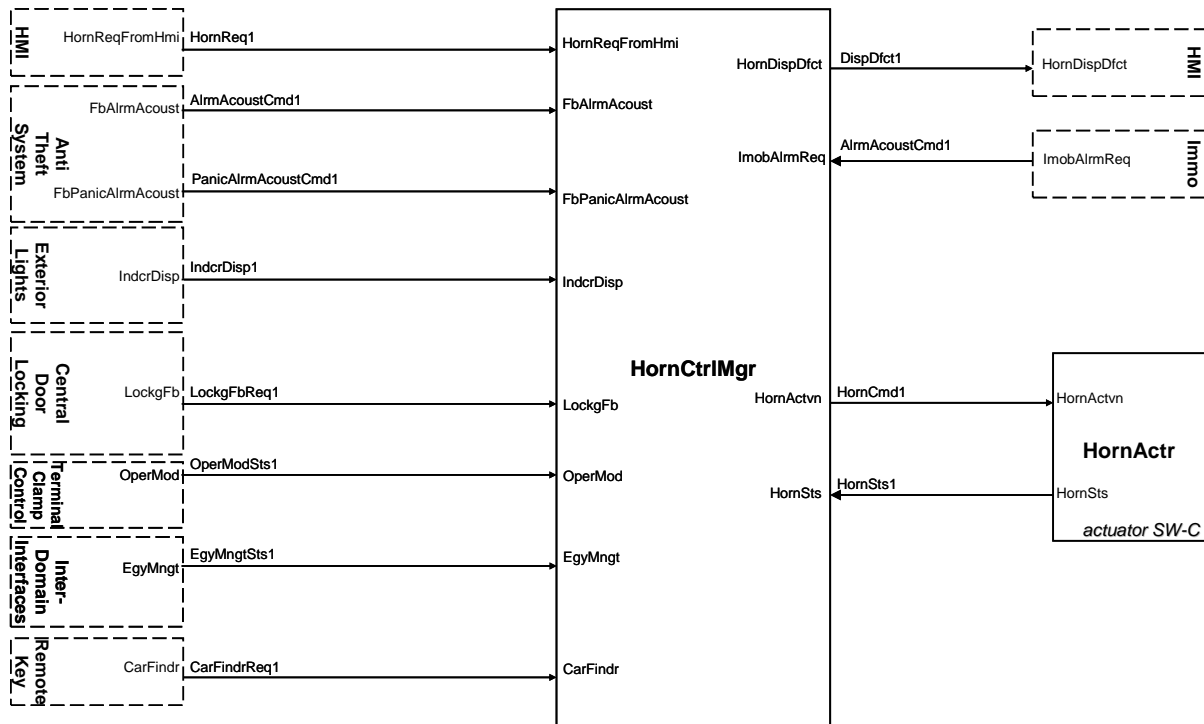 HMI
HornReqFromHmi
HornReq1
HornReqFromHmi
HornDispDfct
DispDfct1
HornDispDfct
HMI
Anti
Theft
System
FbAlrmAcoust
AlrmAcoustCmd1
FbAlrmAcoust
FbPanicAlrmAcoust
PanicAlrmAcoustCmd1
FbPanicAlrmAcoust
ImobAlrmReq
AlrmAcoustCmd1
ImobAlrmReq
Immo
Exterior
Lights
IndcrDisp
IndcrDisp1
IndcrDisp
HornCtrlMgr
Central
Door
Locking
LockgFb
LockgFbReq1
LockgFb
HornActvn
HornCmd1
HornActvn
HornActr
Terminal
Clamp
Control
OperMod
OperModSts1
OperMod
HornSts
HornSts1
HornSts
actuator SW-C
Inter-
Domain
Interfaces
EgyMngt
EgyMngtSts1
EgyMngt
Remote
Key
CarFindr
CarFindrReq1
CarFindr